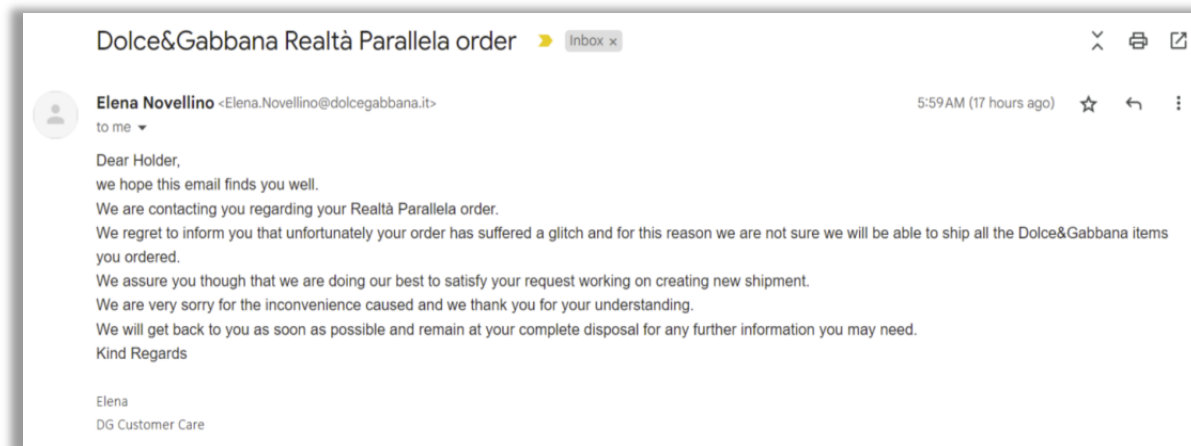 Dolce&Gabbana Realtà Parallela order Inbox ×
Elena Novellino <Elena.Novellino@dolcegabbana.it> 5:59 AM (17 hours ago)
to me
Dear Holder,
we hope this email finds you well.
We are contacting you regarding your Realtà Parallela order.
We regret to inform you that unfortunately your order has suffered a glitch and for this reason we are not sure we will be able to ship all the Dolce&Gabbana items
you ordered.
We assure you though that we are doing our best to satisfy your request working on creating new shipment.
We are very sorry for the inconvenience caused and we thank you for your understanding.
We will get back to you as soon as possible and remain at your complete disposal for any further information you may need.
Kind Regards
Elena
DG Customer Care